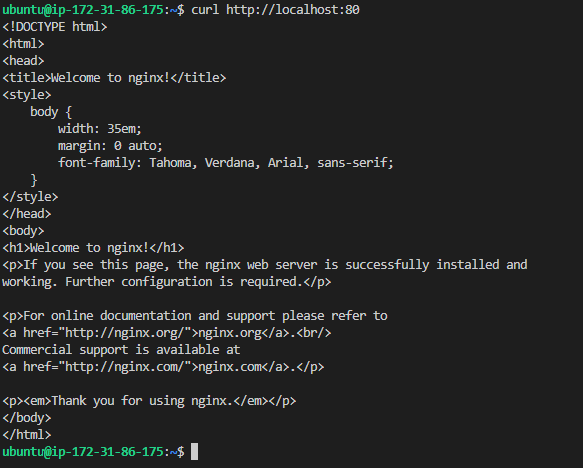 ubuntu@ip-172-31-86-175:~$ curl http://localhost:80
<!DOCTYPE html>
<html>
<head>
<title>Welcome to nginx!</title>
<style>
    body {
        width: 35em;
        margin: 0 auto;
        font-family: Tahoma, Verdana, Arial, sans-serif;
    }
</style>
</head>
<body>
<h1>Welcome to nginx!</h1>
<p>If you see this page, the nginx web server is successfully installed and
working. Further configuration is required.</p>

<p>For online documentation and support please refer to
<a href="http://nginx.org/">nginx.org</a>.<br/>
Commercial support is available at
<a href="http://nginx.com/">nginx.com</a>.</p>

<p><em>Thank you for using nginx.</em></p>
</body>
</html>
ubuntu@ip-172-31-86-175:~$